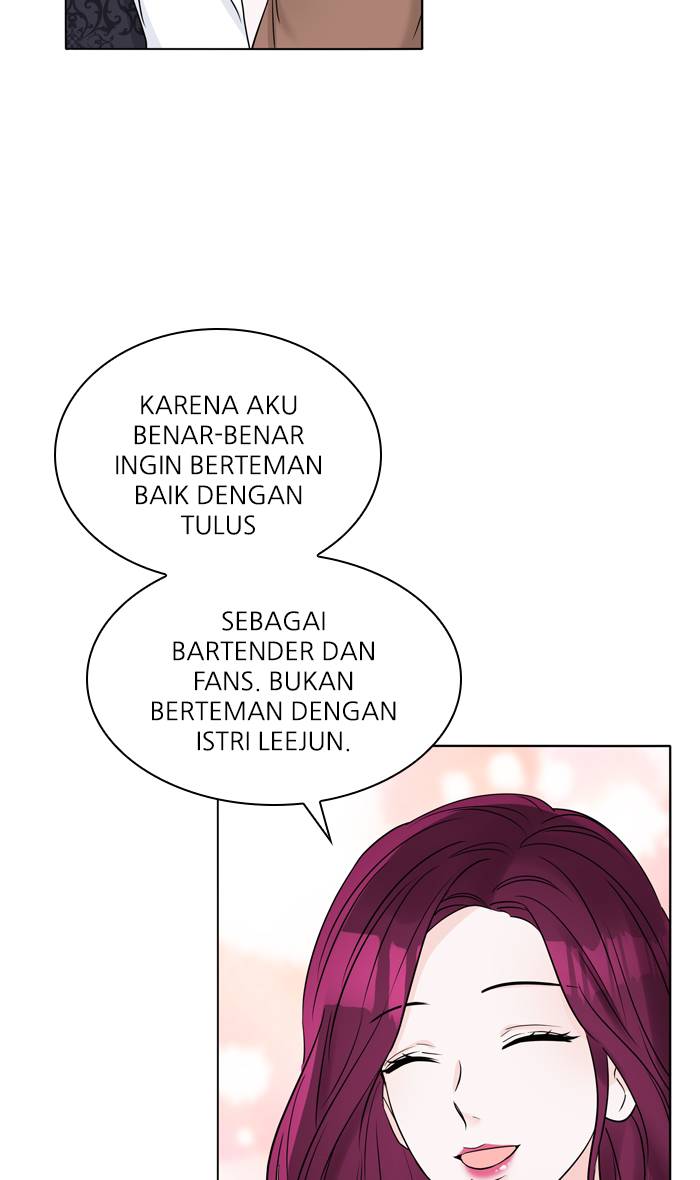 KARENA AKU
BENAR-BENAR
INGIN BERTEMAN
BAIK DENGAN
TULUS
SEBAGAI
BARTENDER DAN
FANS. BUKAN
BERTEMAN DENGAN
ISTRI LEEJUN.